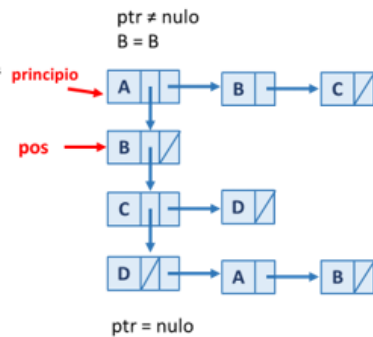 ptr ≠ nulo
B = B
principio
A B C
pos
B
C D
D A B
ptr = nulo